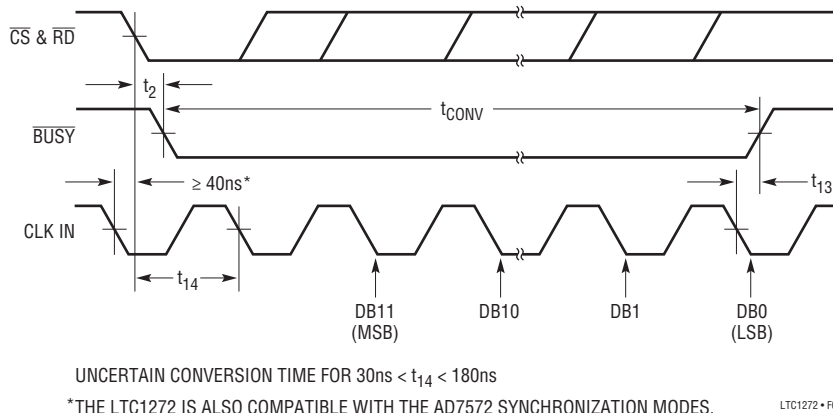 CS & RD
t2
tCONV
BUSY
≥ 40ns*
t13
CLK IN
t14
DB11 (MSB)
DB10
DB1
DB0 (LSB)
UNCERTAIN CONVERSION TIME FOR 30ns < t14 < 180ns
*THE LTC1272 IS ALSO COMPATIBLE WITH THE AD7572 SYNCHRONIZATION MODES.
LTC1272 •